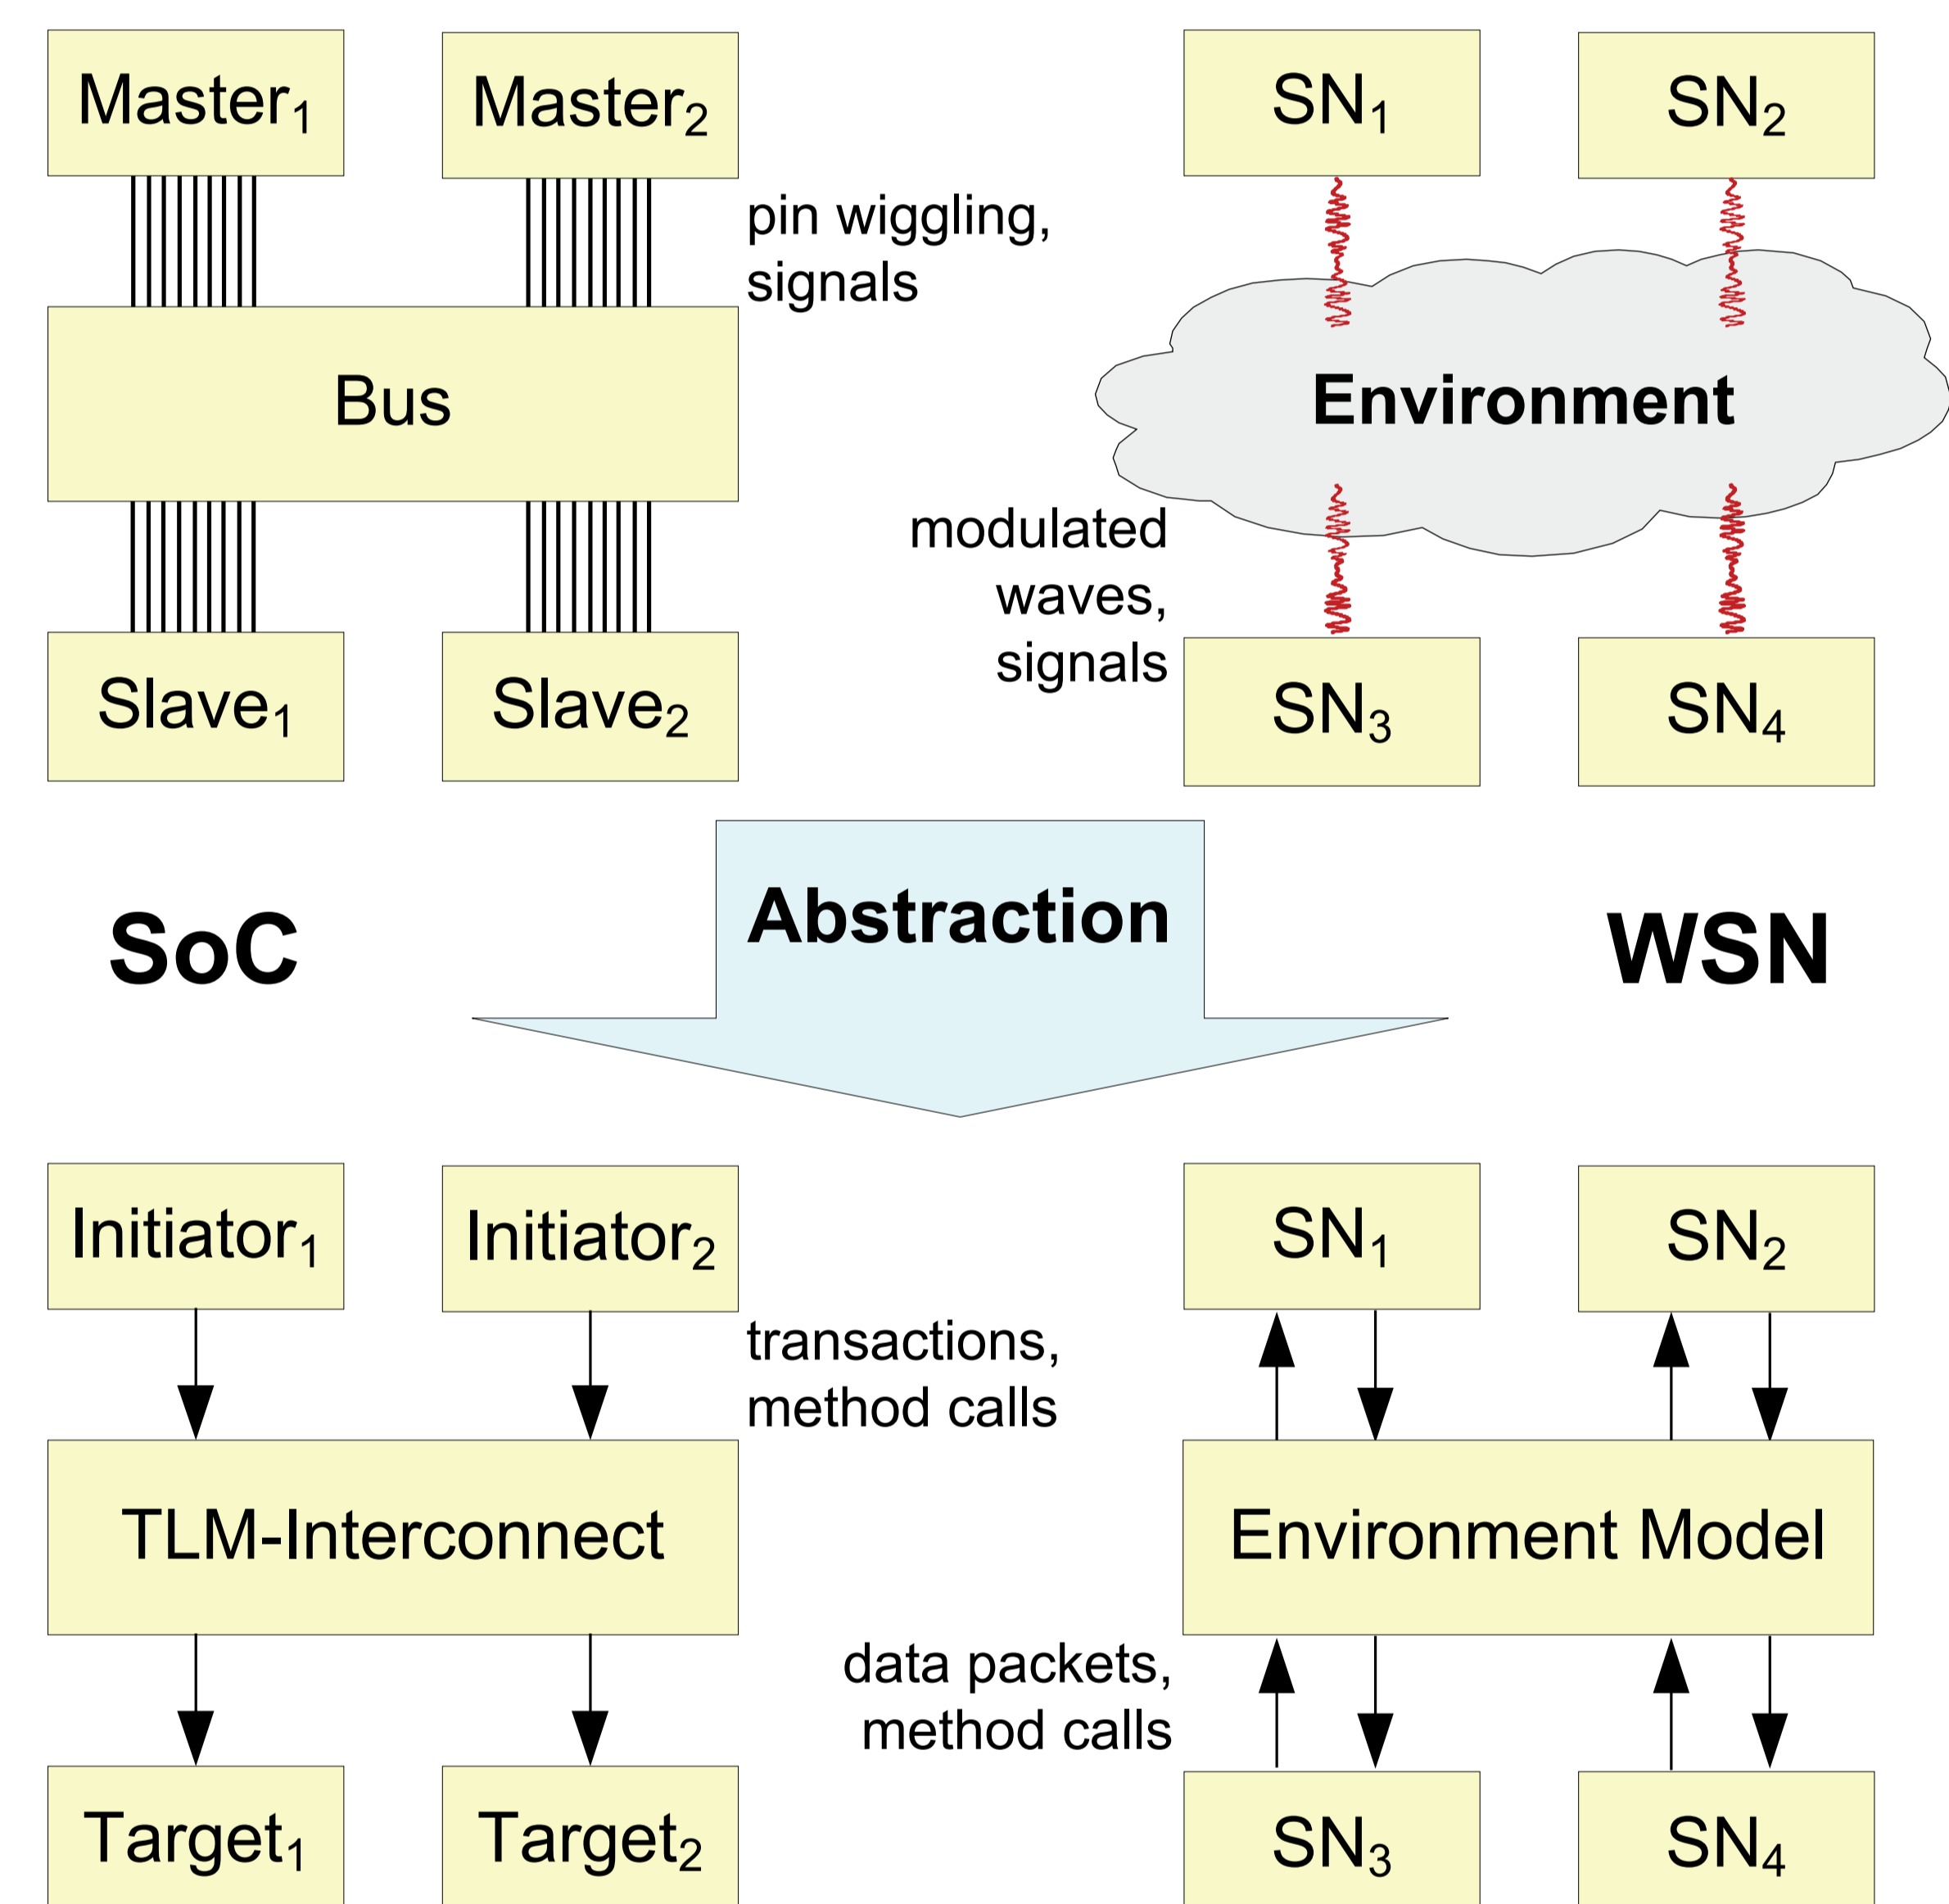 Master1
Master2
SN1
SN2
pin wiggling,
signals
Bus
Environment
modulated
waves,
signals
Slave1
Slave2
SN3
SN4
Abstraction
SoC
WSN
Initiator1
Initiator2
SN1
SN2
transactions,
method calls
TLM-Interconnect
Environment Model
data packets,
method calls
Target1
Target2
SN3
SN4